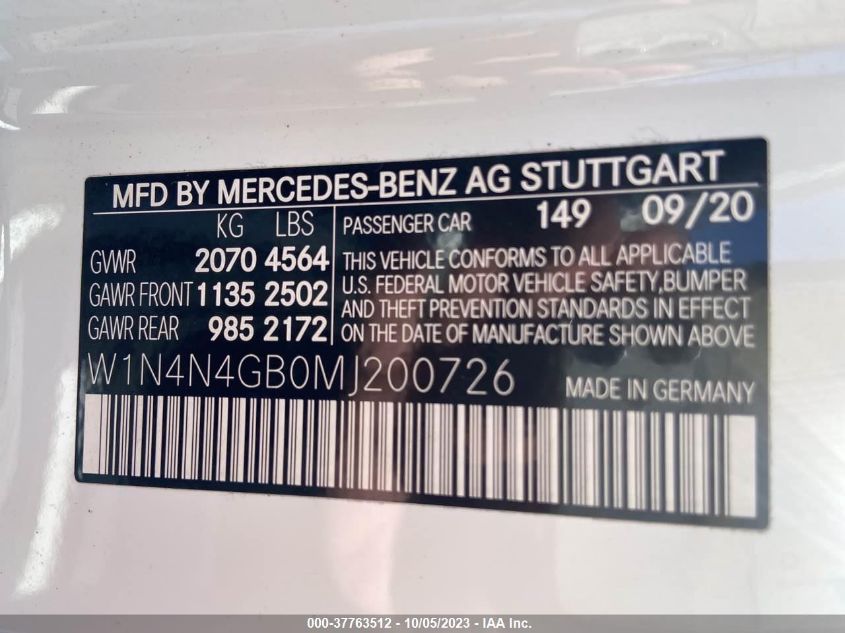 MFD BY MERCEDES-BENZ AG STUTTGART
KG LBS
GVWR 2070 4564
GAWR FRONT 1135 2502
GAWR REAR 985 2172
PASSENGER CAR 149 09/20
THIS VEHICLE CONFORMS TO ALL APPLICABLE
U.S. FEDERAL MOTOR VEHICLE SAFETY,BUMPER
AND THEFT PREVENTION STANDARDS IN EFFECT
ON THE DATE OF MANUFACTURE SHOWN ABOVE
W1N4N4GB0MJ200726
MADE IN GERMANY
000-37763512 - 10/05/2023 - IAA Inc.